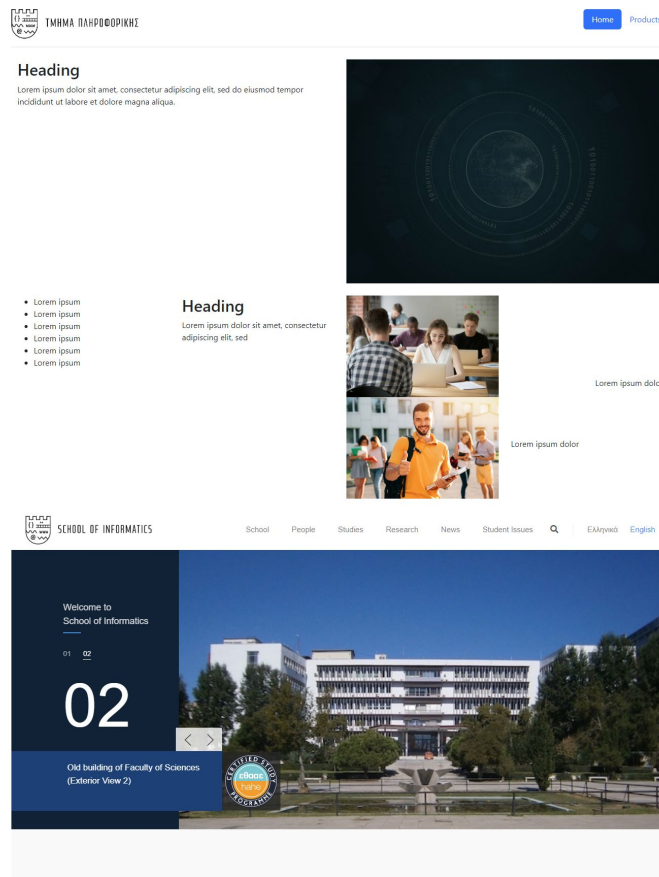 ΤΜΗΜΑ ΠΛΗΡΟΦΟΡΙΚΗΣ
Home Products
Heading
Lorem ipsum dolor sit amet, consectetur adipiscing elit, sed do eiusmod tempor
incididunt ut labore et dolore magna aliqua.
Lorem ipsum
Lorem ipsum
Lorem ipsum
Lorem ipsum
Lorem ipsum
Lorem ipsum
Heading
Lorem ipsum dolor sit amet, consectetur
adipiscing elit, sed
Lorem ipsum dolo
Lorem ipsum dolor
SCHOOL OF INFORMATICS
School People Studies Research News Student Issues Ελληνικά English
Welcome to
School of Informatics
01 02
02
Old building of Faculty of Sciences
(Exterior View 2)
CERTIFIED STUDY
εθααε
hahe
PROGRAMME